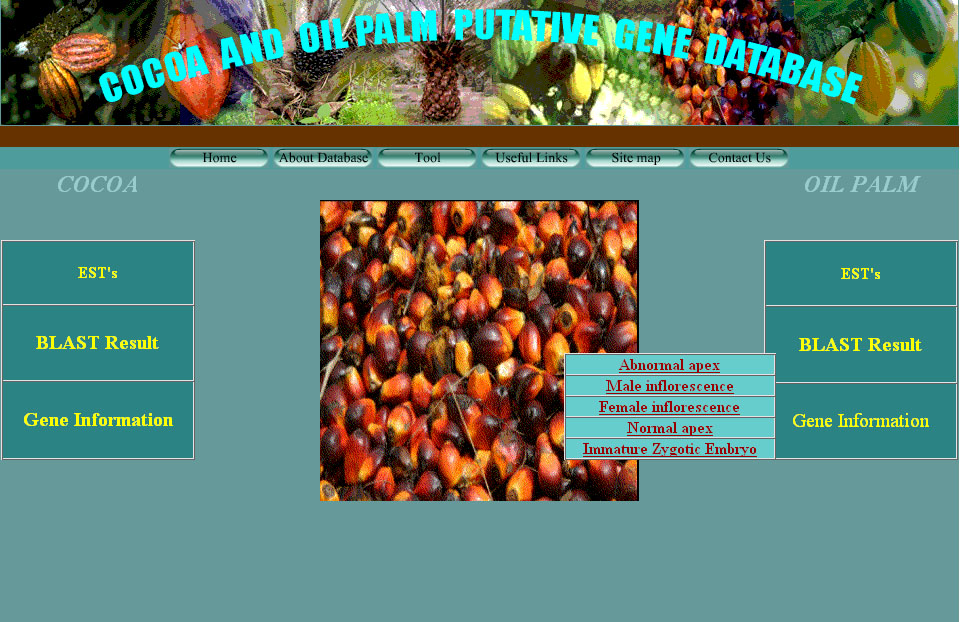 COCOA AND OIL PALM PUTATIVE GENE DATABASE
Home About Database Tool Useful Links Site map Contact Us
COCOA
OIL PALM
EST's
BLAST Result
Gene Information
EST's
BLAST Result
Gene Information
Abnormal apex
Male inflorescence
Female inflorescence
Normal apex
Immature Zygotic Embryo